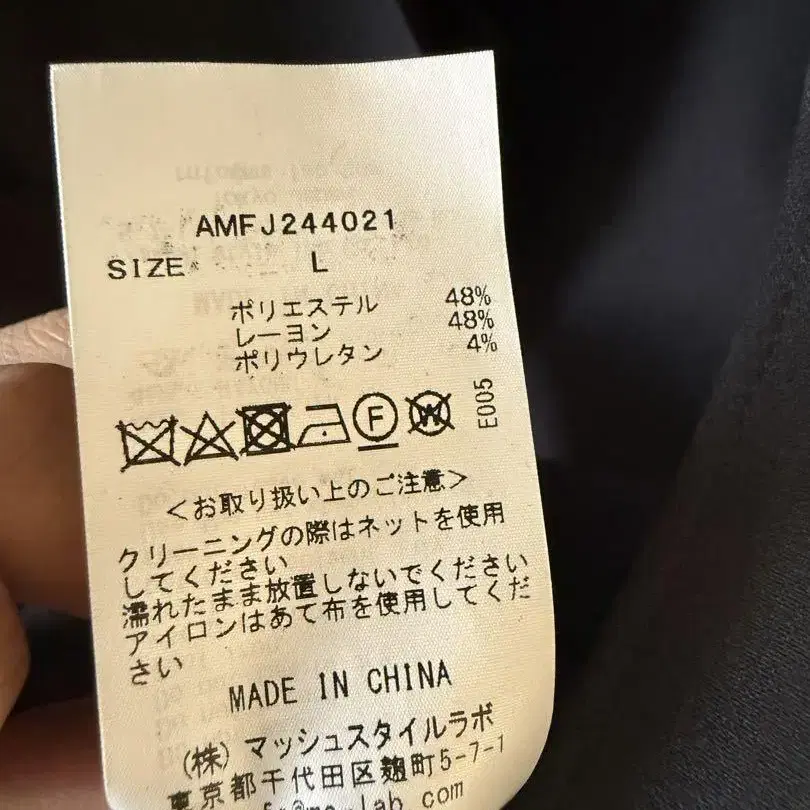 AMFJ244021
SIZE L
ポリエステル 48%
レーヨン 48%
ポリウレタン 4%
F W E005
<お取り扱い上のご注意>
クリーニングの際はネットを使用
してください
濡れたまま放置しないでください
アイロンはあて布を使用してくだ
さい
MADE IN CHINA
(株)マッシュスタイルラボ
東京都千代田区麹町5-7-1
lab.com